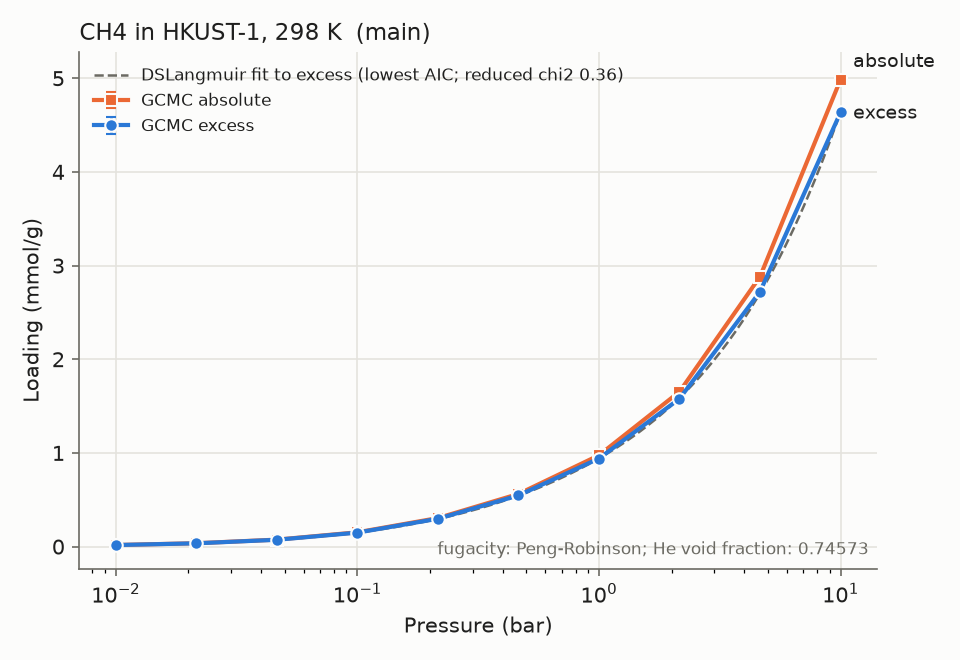 CH4 in HKUST-1, 298 K (main)
DSLangmuir fit to excess (lowest AIC; reduced chi2 0.36)
GCMC absolute
GCMC excess
absolute
excess
Loading (mmol/g)
5
4
3
2
1
0
fugacity: Peng-Robinson; He void fraction: 0.74573
10⁻² 10⁻¹ 10⁰ 10¹
Pressure (bar)